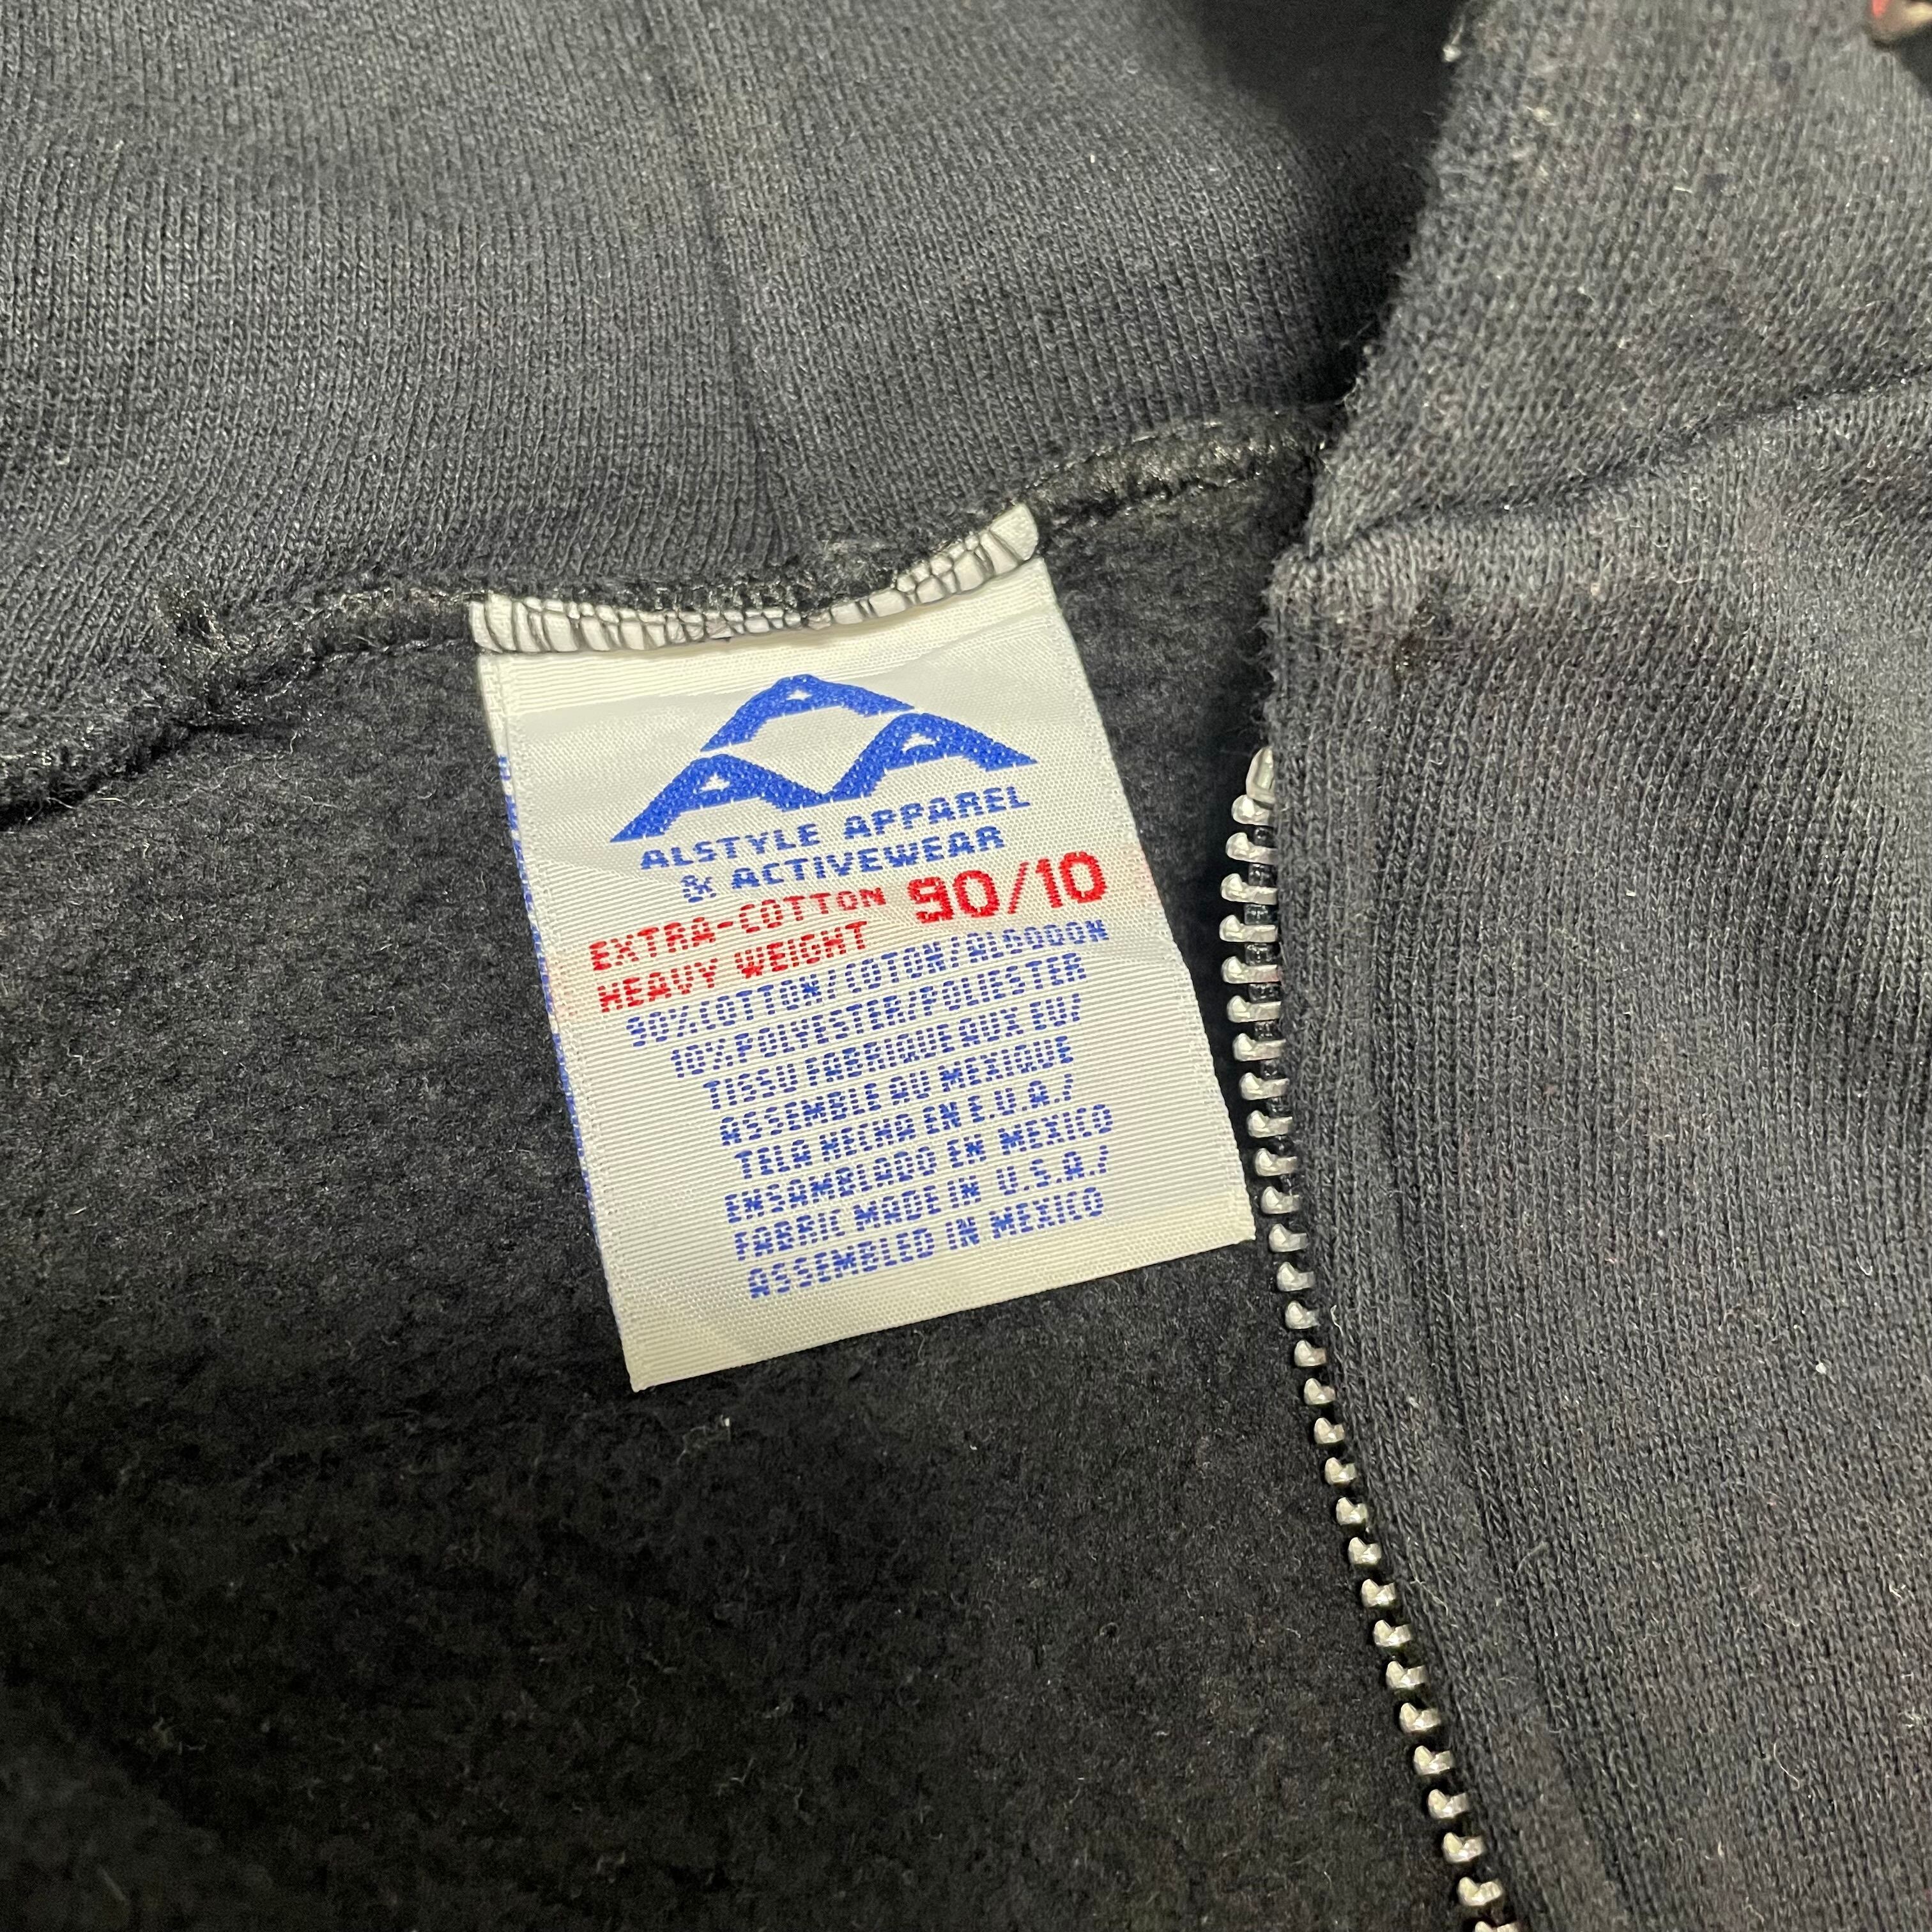 ALSTYLE APPAREL
& ACTIVEWEAR
EXTRA-COTTON 90/10
HEAVY WEIGHT
90% COTTON/COTON/ALGODON
10% POLYESTER/POLIESTER
TISSU FABRIQUE AUX EU/
ASSEMBLE AU MEXIQUE
TELA HECHA EN E.U.A./
ENSAMBLADO EN MEXICO
FABRIC MADE IN U.S.A./
ASSEMBLED IN MEXICO